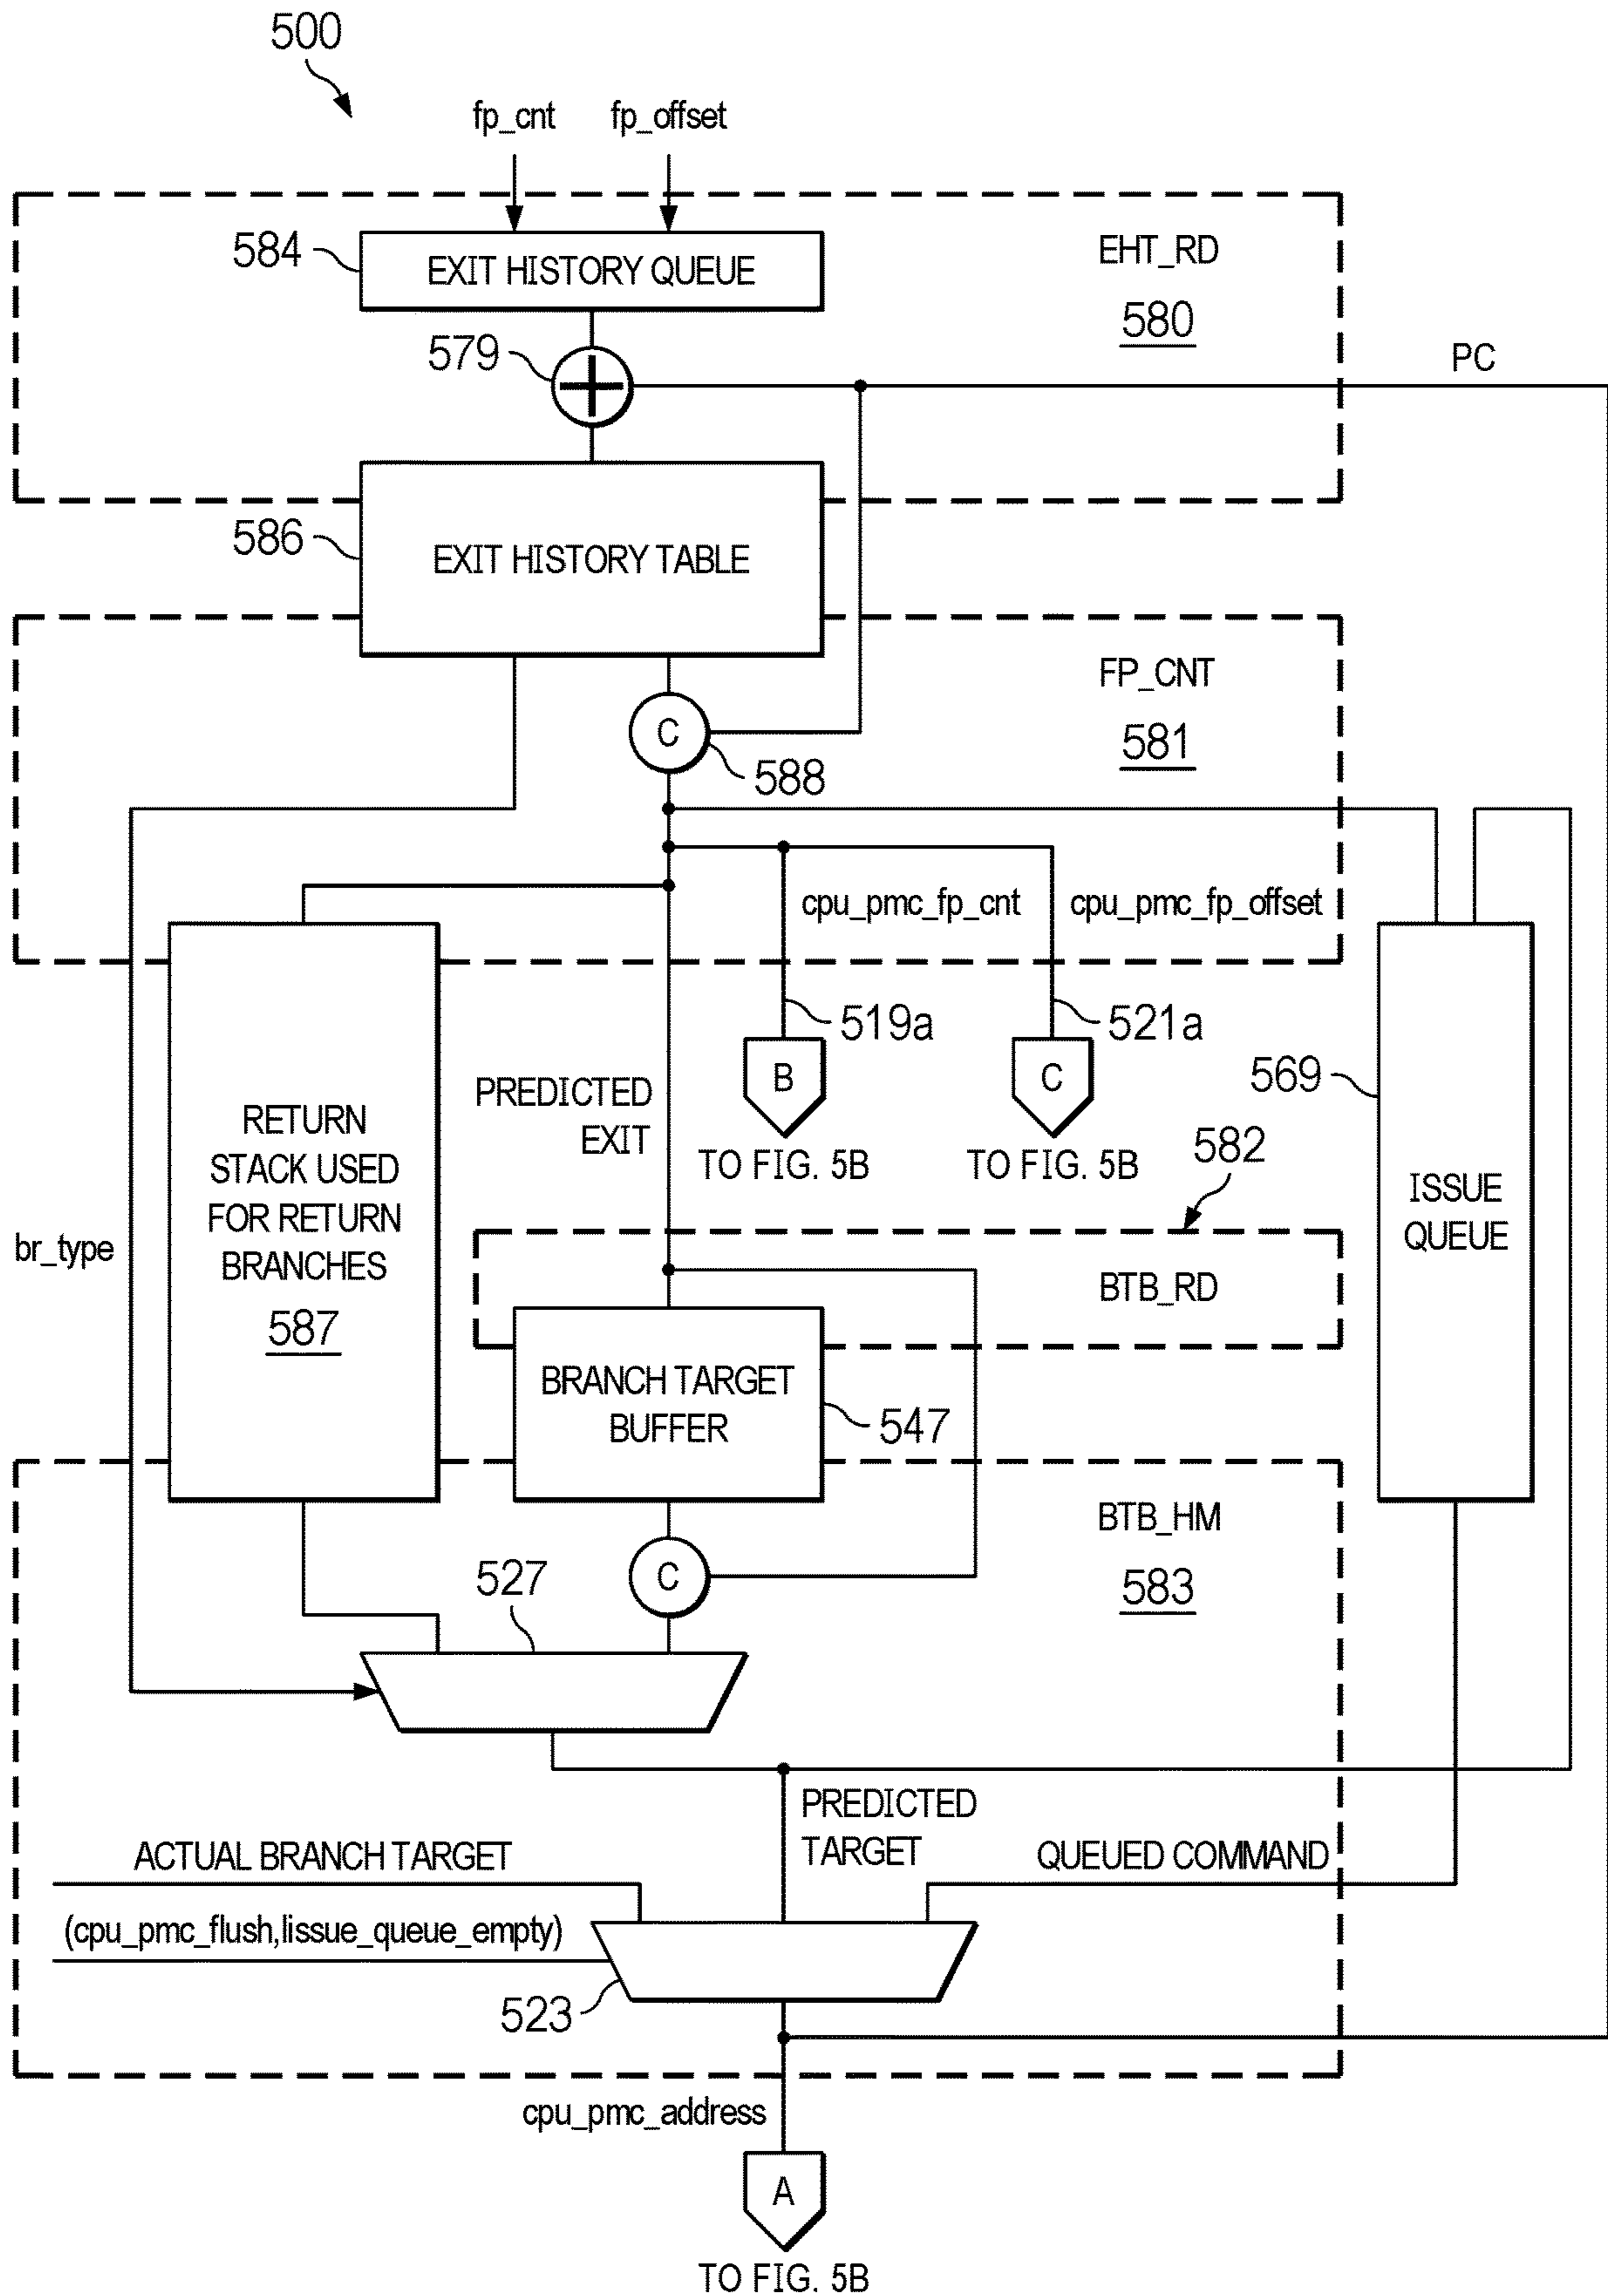 500
fp_cnt fp_offset
584
EXIT HISTORY QUEUE
EHT_RD
580
579
PC
586
EXIT HISTORY TABLE
FP_CNT
581
C
588
cpu_pmc_fp_cnt
cpu_pmc_fp_offset
519a
521a
B
C
569
PREDICTED
EXIT
TO FIG. 5B
TO FIG. 5B
582
RETURN
STACK USED
FOR RETURN
BRANCHES
587
ISSUE
QUEUE
br_type
BTB_RD
BRANCH TARGET
BUFFER
547
BTB_HM
583
C
527
PREDICTED
TARGET
ACTUAL BRANCH TARGET
QUEUED COMMAND
(cpu_pmc_flush,lissue_queue_empty)
523
cpu_pmc_address
A
TO FIG. 5B